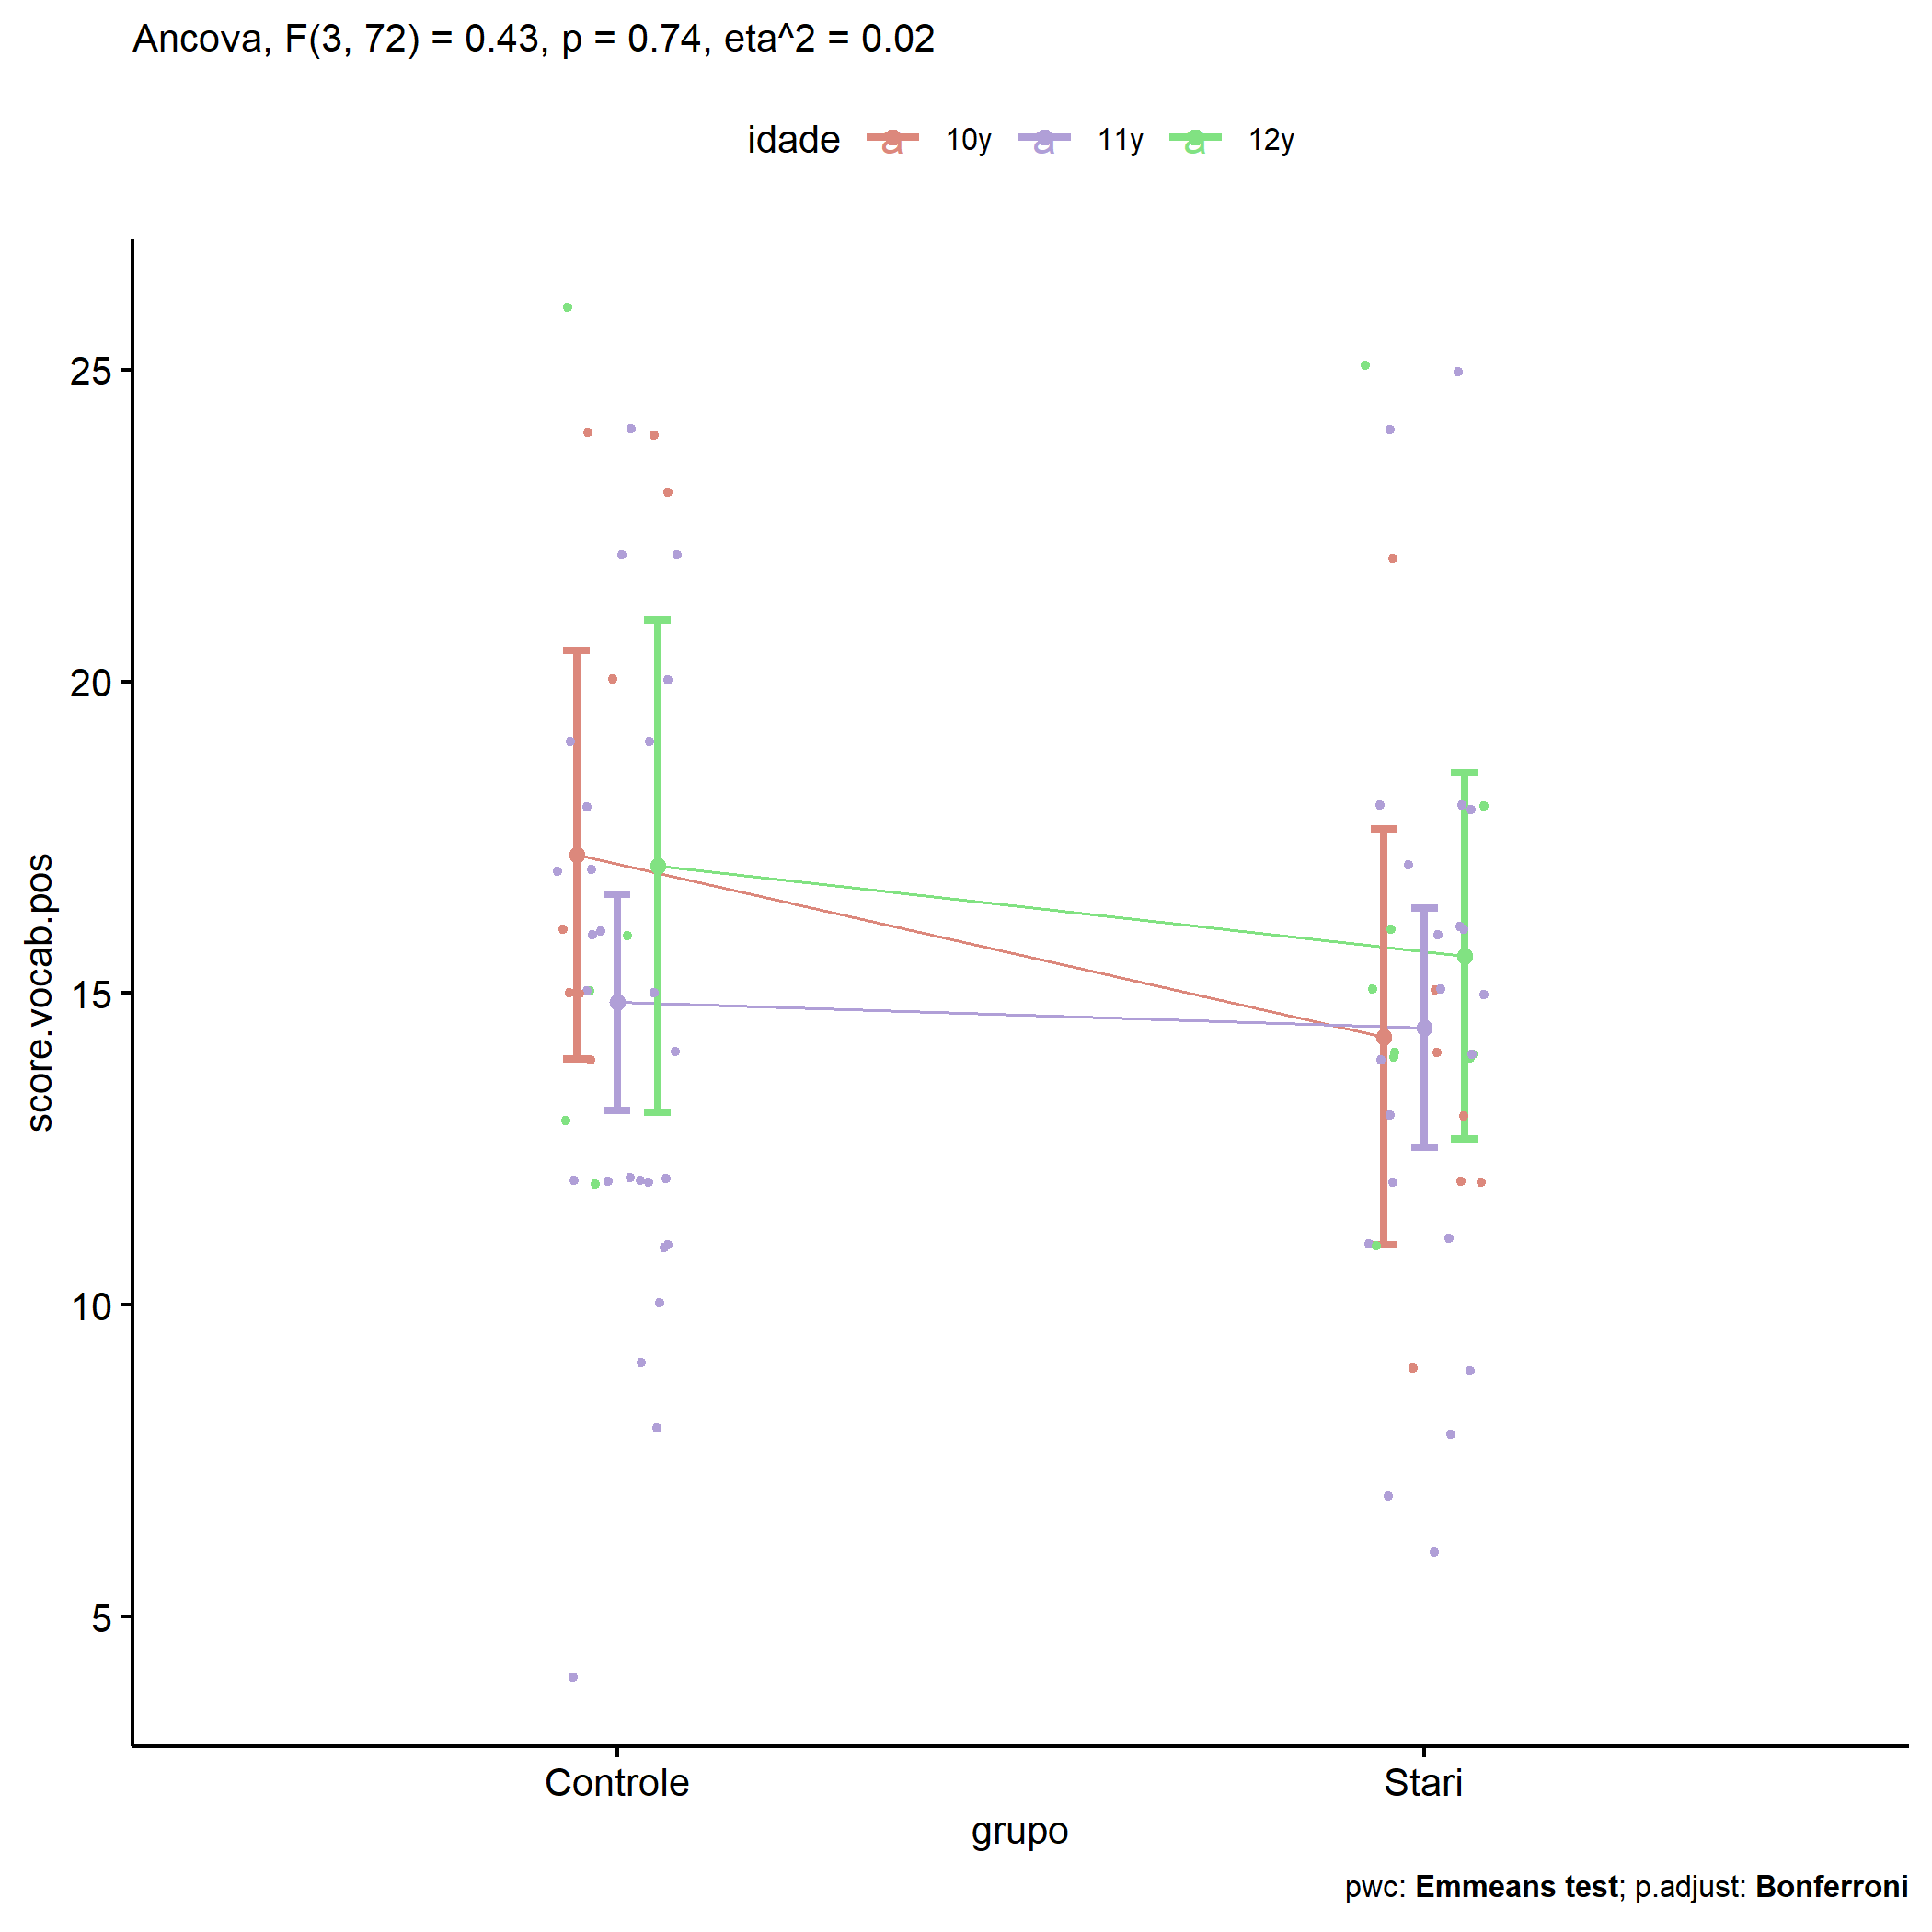 Ancova, F(3, 72) = 0.43, p = 0.74, eta^2 = 0.02
idade a 10y a 11y a 12y
25
20
15
10
5
score.vocab.pos
Controle Stari
grupo
pwc: Emmeans test; p.adjust: Bonferroni